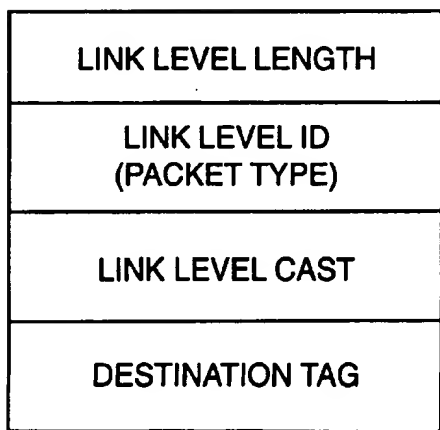 LINK LEVEL LENGTH
LINK LEVEL ID
(PACKET TYPE)
LINK LEVEL CAST
DESTINATION TAG